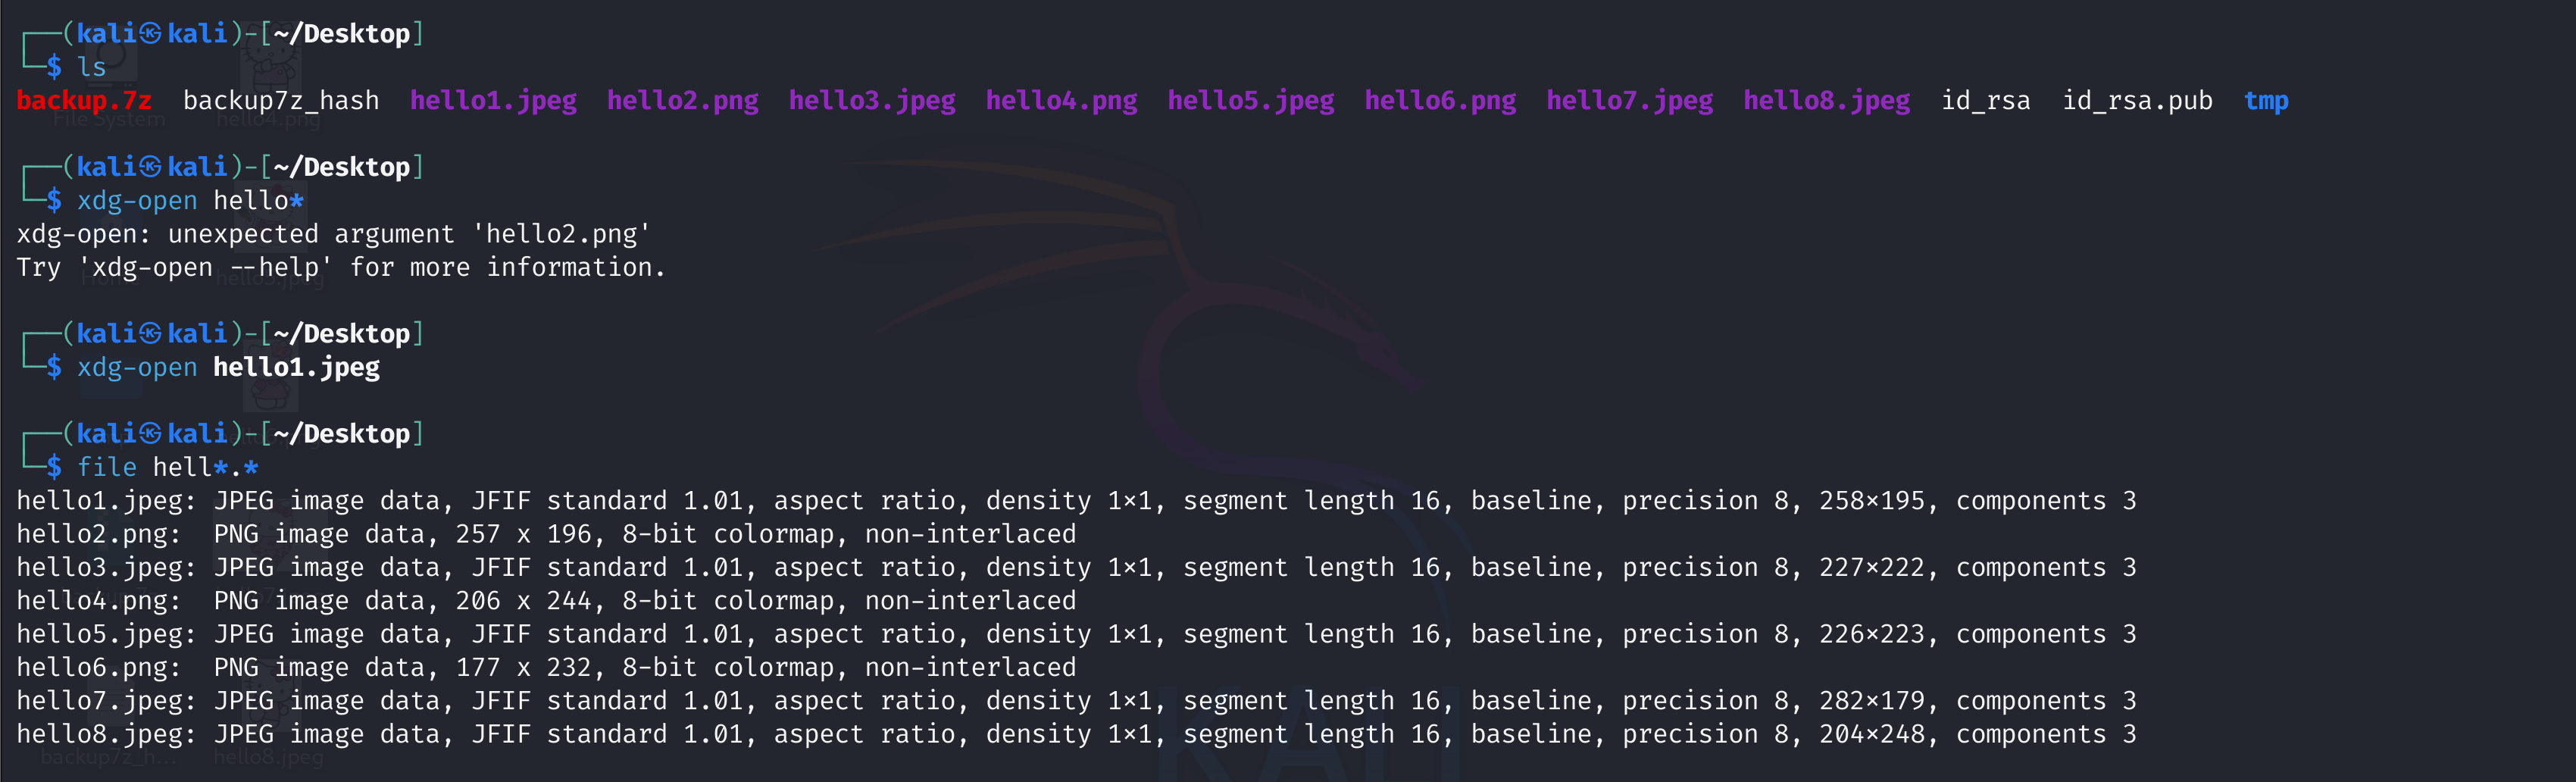 ┌──(kali㉿kali)-[~/Desktop]
└─$ ls
backup.7z  backup7z_hash  hello1.jpeg  hello2.png  hello3.jpeg  hello4.png  hello5.jpeg  hello6.png  hello7.jpeg  hello8.jpeg  id_rsa  id_rsa.pub  tmp
File System  hello4.png
┌──(kali㉿kali)-[~/Desktop]
└─$ xdg-open hello*
xdg-open: unexpected argument 'hello2.png'
Try 'xdg-open --help' for more information.
┌──(kali㉿kali)-[~/Desktop]
└─$ xdg-open hello1.jpeg
┌──(kali㉿kali)-[~/Desktop]
└─$ file hell*.*
hello1.jpeg: JPEG image data, JFIF standard 1.01, aspect ratio, density 1×1, segment length 16, baseline, precision 8, 258×195, components 3
hello2.png:  PNG image data, 257 x 196, 8-bit colormap, non-interlaced
hello3.jpeg: JPEG image data, JFIF standard 1.01, aspect ratio, density 1×1, segment length 16, baseline, precision 8, 227×222, components 3
hello4.png:  PNG image data, 206 x 244, 8-bit colormap, non-interlaced
hello5.jpeg: JPEG image data, JFIF standard 1.01, aspect ratio, density 1×1, segment length 16, baseline, precision 8, 226×223, components 3
hello6.png:  PNG image data, 177 x 232, 8-bit colormap, non-interlaced
hello7.jpeg: JPEG image data, JFIF standard 1.01, aspect ratio, density 1×1, segment length 16, baseline, precision 8, 282×179, components 3
hello8.jpeg: JPEG image data, JFIF standard 1.01, aspect ratio, density 1×1, segment length 16, baseline, precision 8, 204×248, components 3
backup7z_h...  hello8.jpeg
KALI